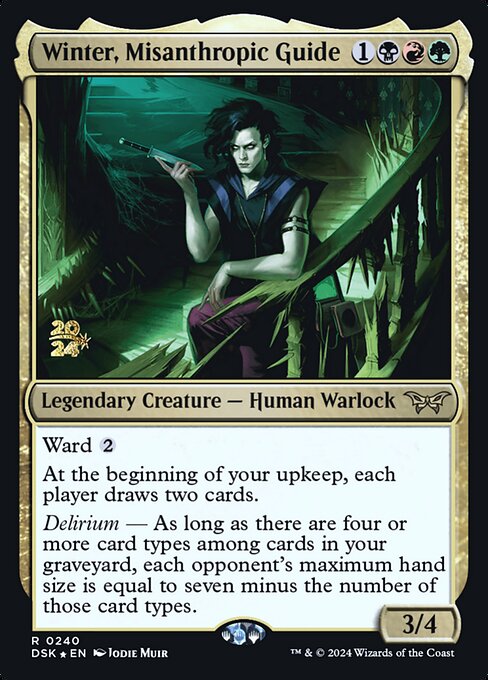 Winter, Misanthropic Guide 1
2024
Legendary Creature — Human Warlock
Ward 2
At the beginning of your upkeep, each
player draws two cards.
Delirium — As long as there are four or
more card types among cards in your
graveyard, each opponent's maximum hand
size is equal to seven minus the number of
those card types.
3/4
R 0240
DSK ★ EN Jodie Muir
™ & © 2024 Wizards of the Coast